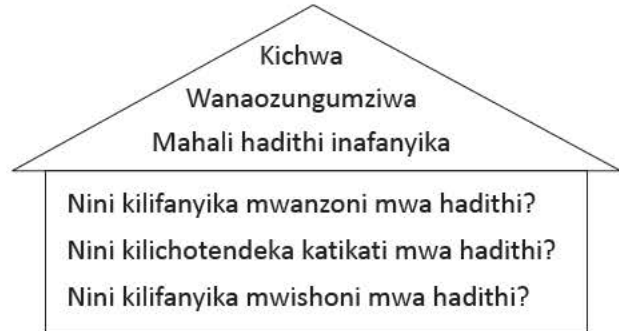 Kichwa
Wanaozungumziwa
Mahali hadithi inafanyika
Nini kilifanyika mwanzoni mwa hadithi?
Nini kilichotendeka katikati mwa hadithi?
Nini kilifanyika mwishoni mwa hadithi?